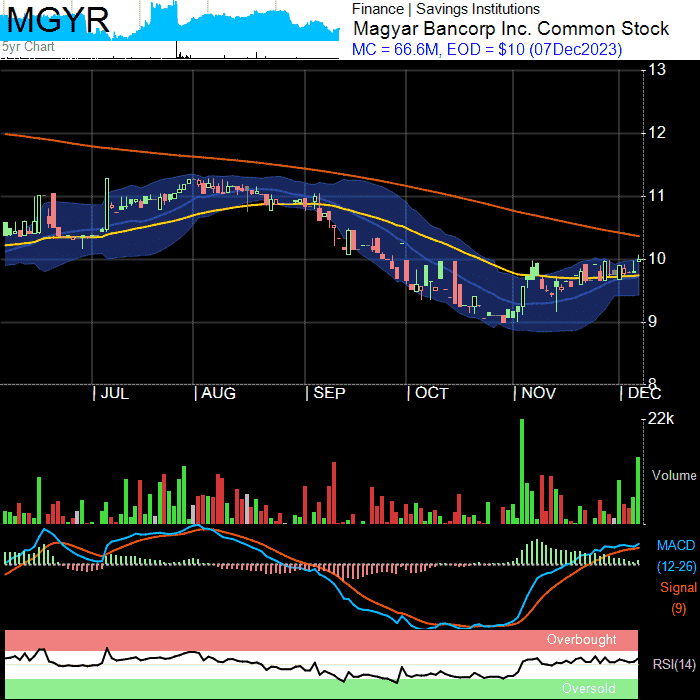 MGYR
5yr Chart
Finance | Savings Institutions
Magyar Bancorp Inc. Common Stock
MC = 66.6M, EOD = $10 (07Dec2023)
13
12
11
10
9
8
| JUL | AUG | SEP | OCT | NOV | DEC
22k
Volume
MACD
(12-26)
Signal
(9)
Overbought
RSI(14)
Oversold